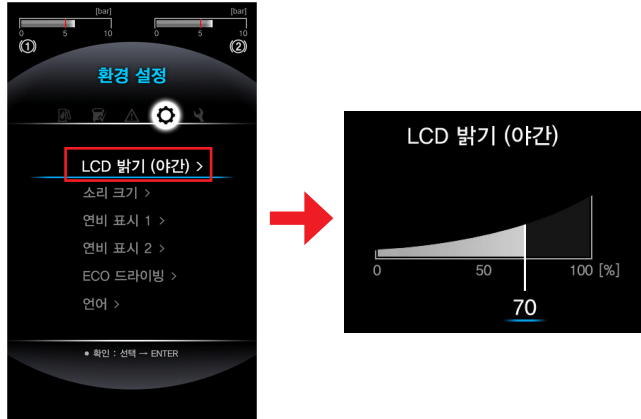 [bar] [bar]
0 5 10 0 5 10
(1) (2)
환경 설정
LCD 밝기 (야간) >
소리 크기 >
연비 표시 1 >
연비 표시 2 >
ECO 드라이빙 >
언어 >
● 확인 : 선택 → ENTER
LCD 밝기 (야간)
0 50 100 [%]
70